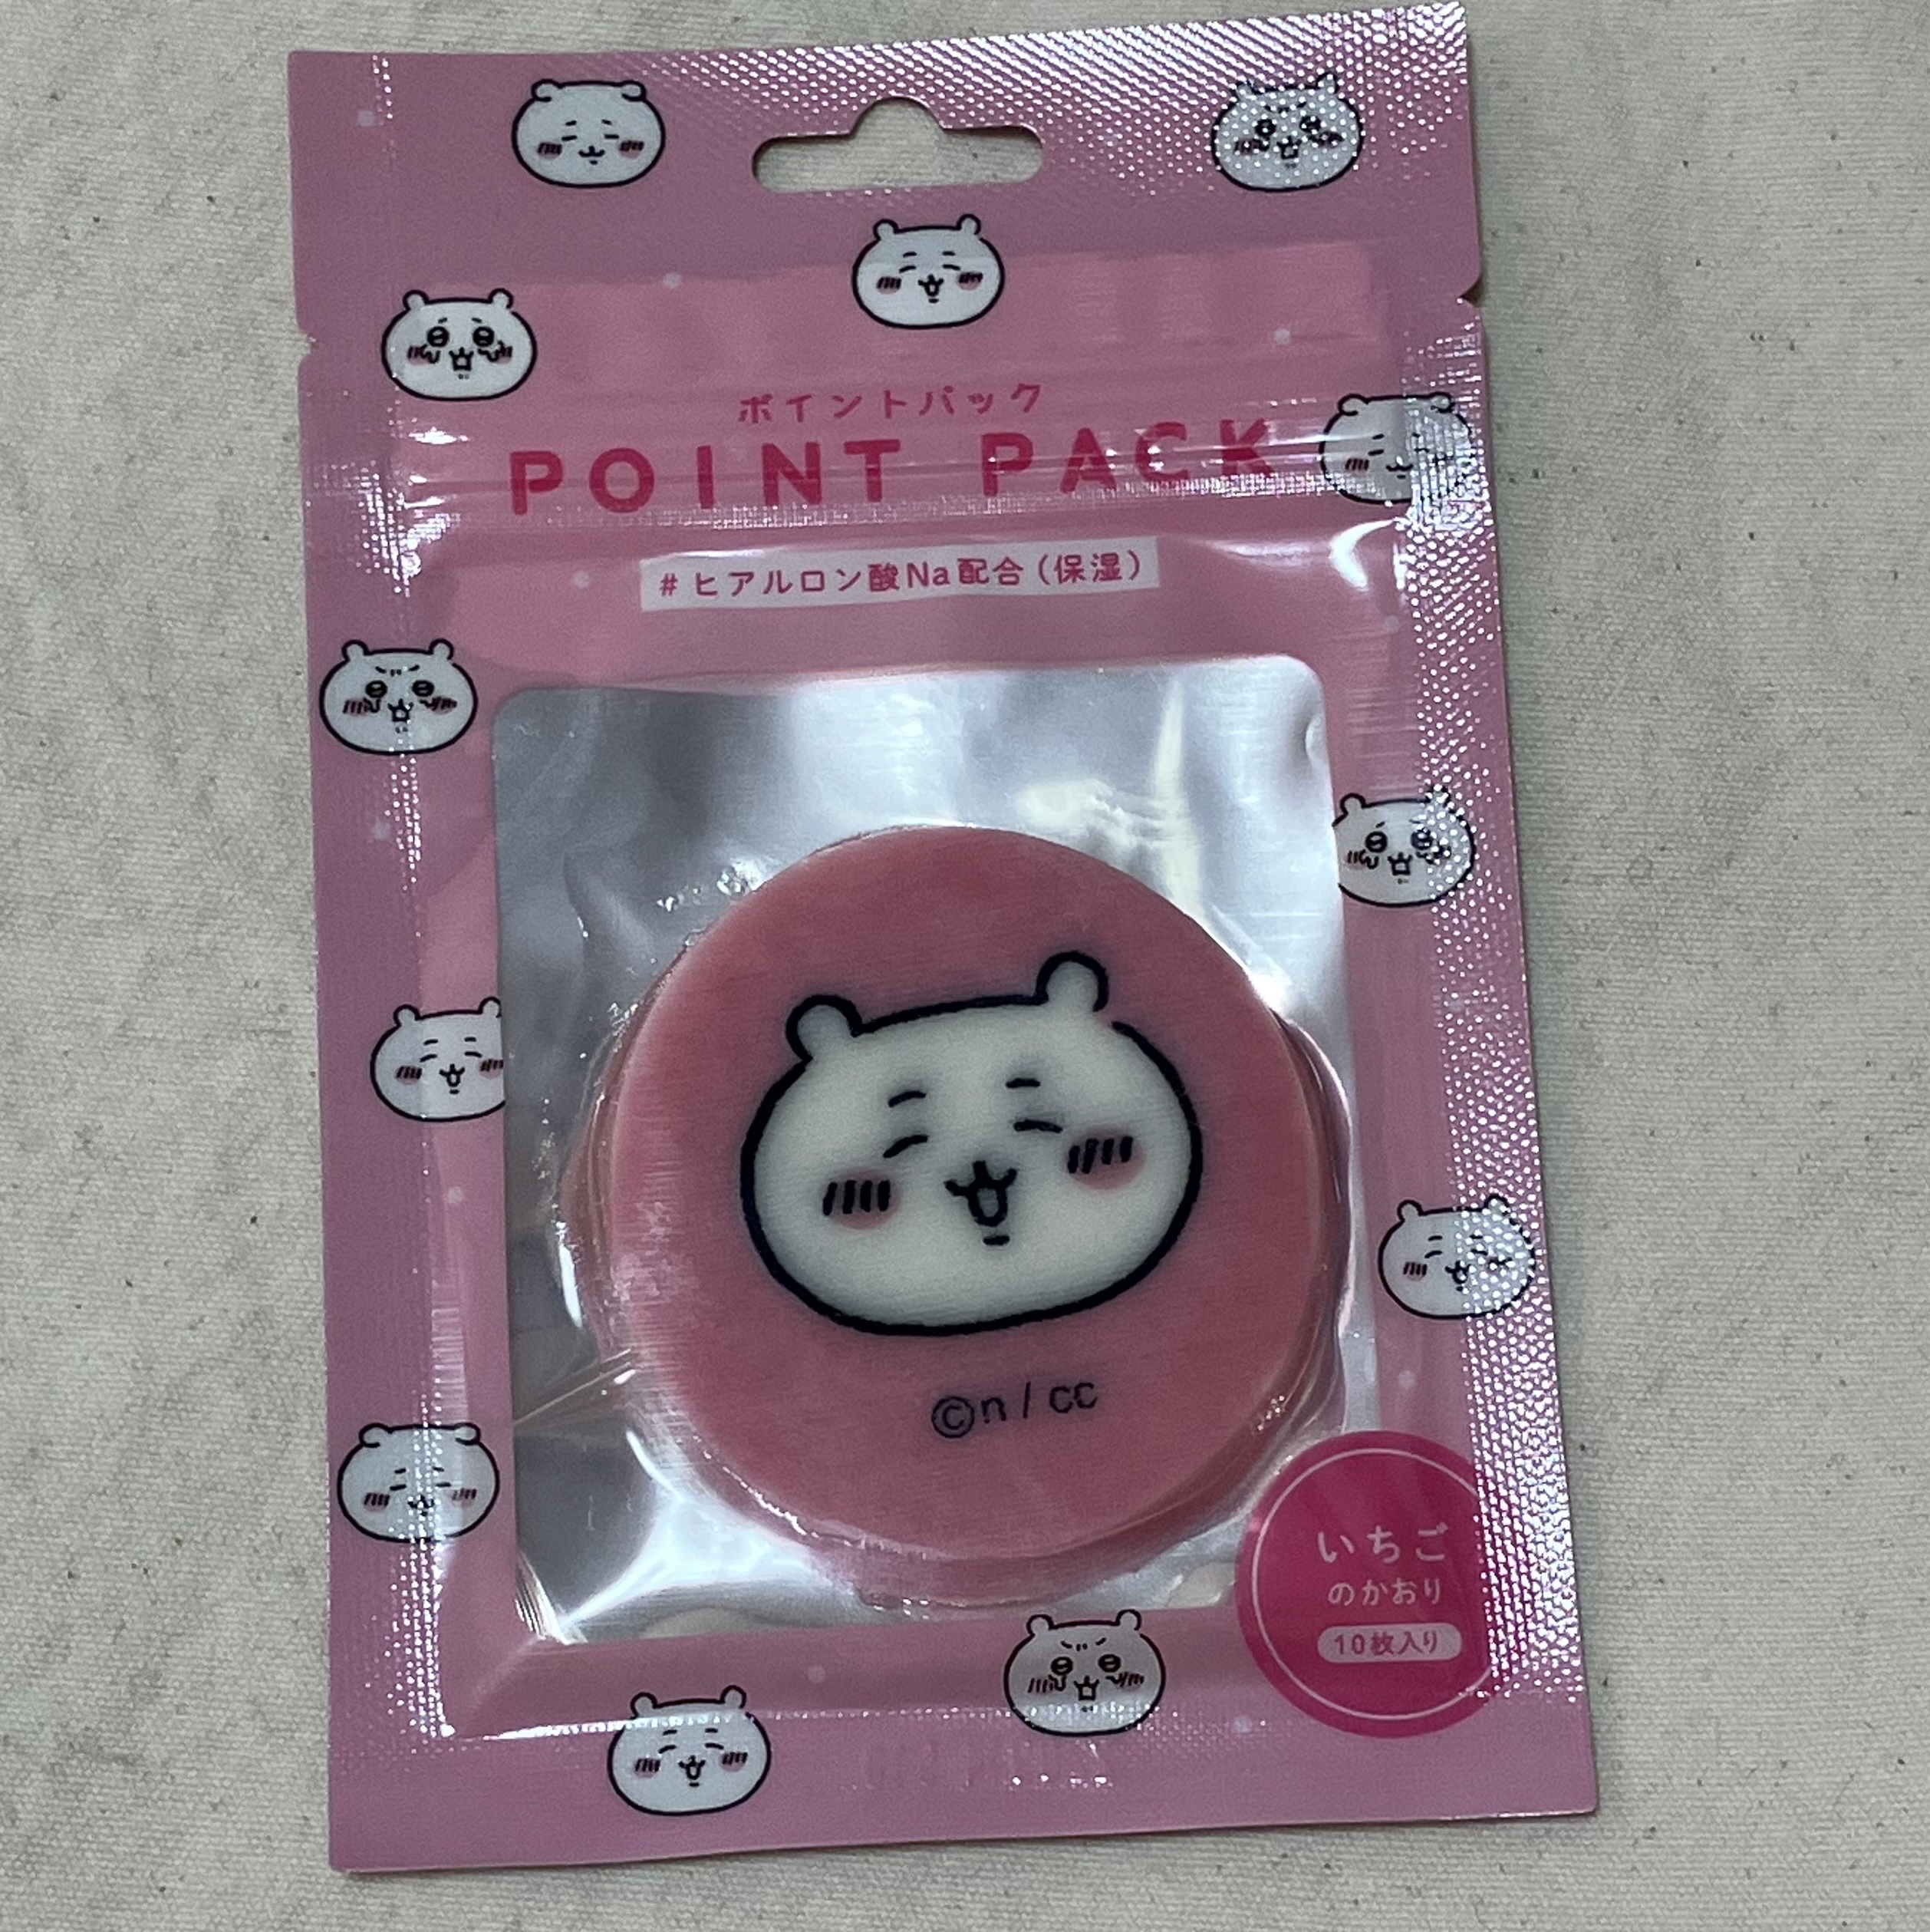 ポイントパック
POINT PACK
# ヒアルロン酸Na配合(保湿)
©n / cc
いちご
のかおり
10枚入り